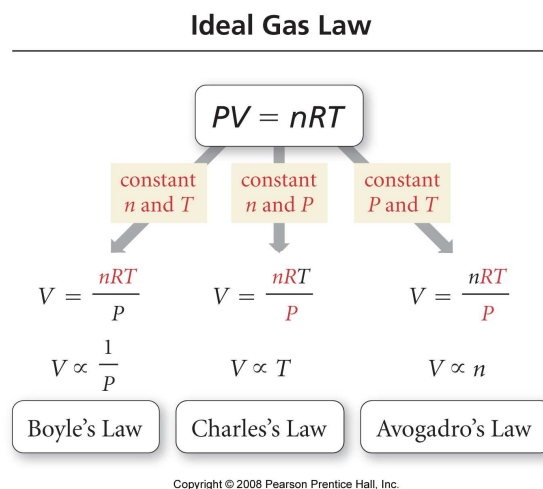 Ideal Gas Law
PV = nRT
constant
n and T
constant
n and P
constant
P and T
V = nRT/P
V = nRT/P
V = nRT/P
V ∝ 1/P
V ∝ T
V ∝ n
Boyle’s Law
Charles’s Law
Avogadro’s Law
Copyright © 2008 Pearson Prentice Hall, Inc.